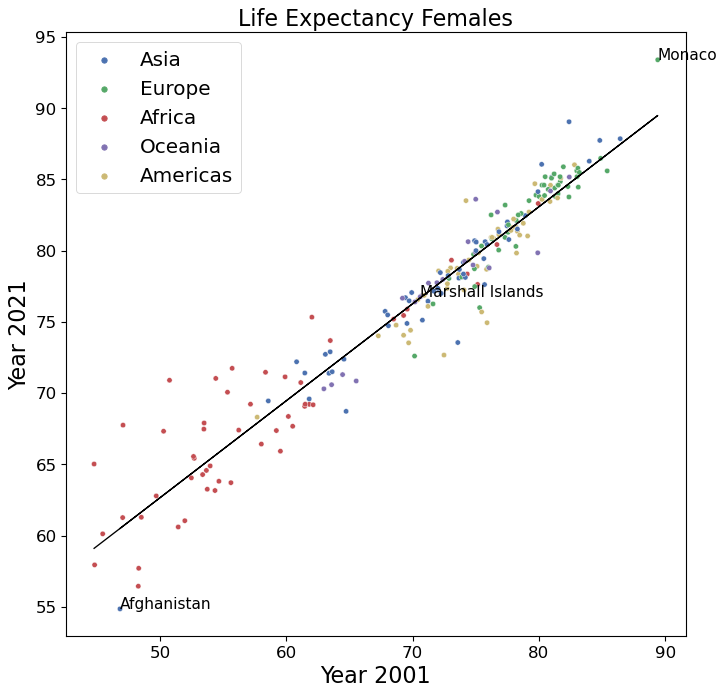 Life Expectancy Females
95
90
85
80
75
70
65
60
55
Year 2021
Asia
Europe
Africa
Oceania
Americas
Monaco
Marshall Islands
Afghanistan
50
60
70
80
90
Year 2001